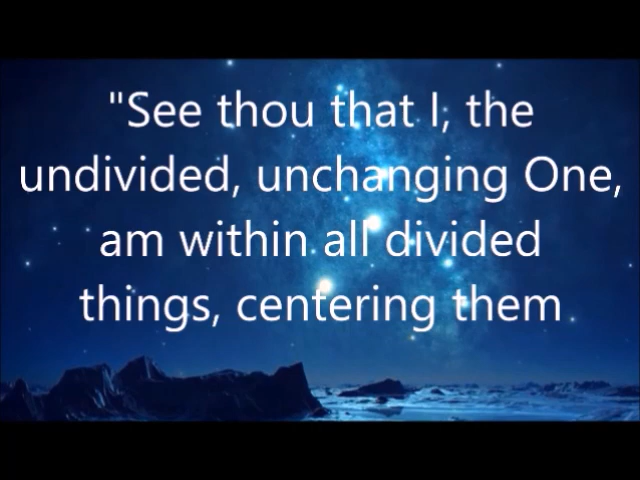 "See thou that I, the
undivided, unchanging One,
am within all divided
things, centering them